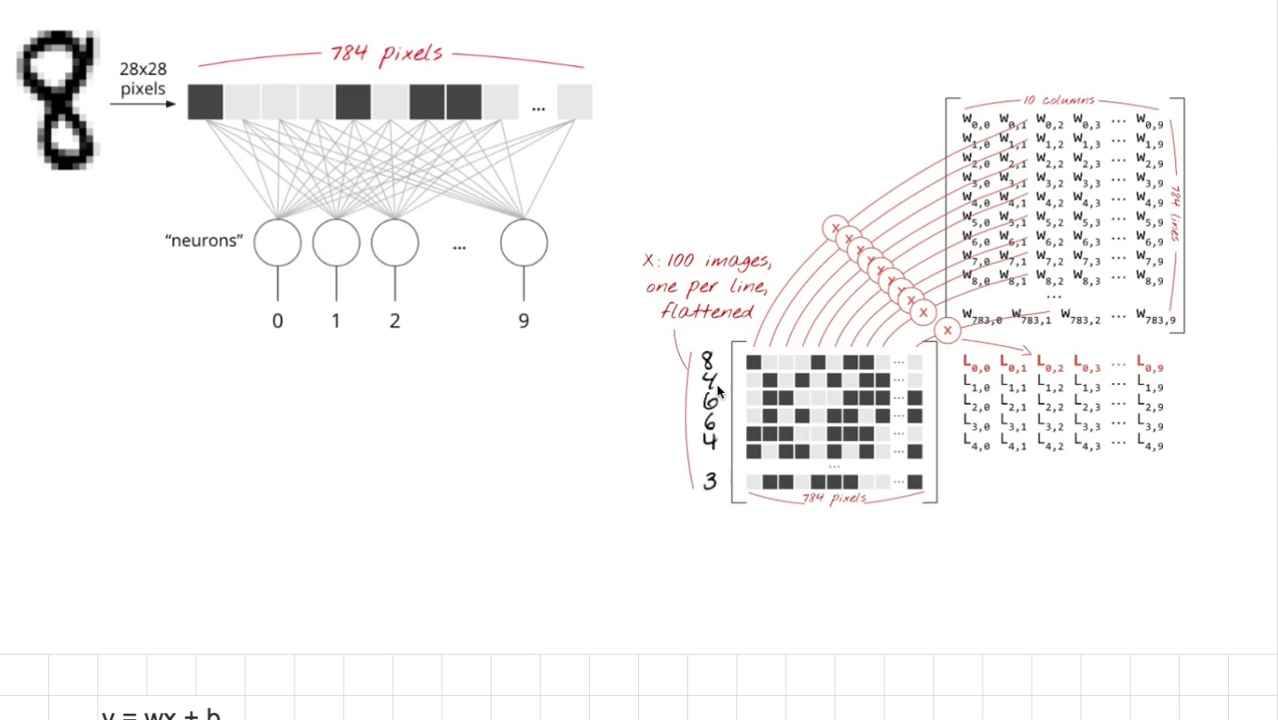 784 pixels
28x28
pixels
...
“neurons”
...
0 1 2 9
X: 100 images,
one per line,
flattened
10 columns
W0,0 W0,1 W0,2 W0,3 ... W0,9
W1,0 W1,1 W1,2 W1,3 ... W1,9
W2,0 W2,1 W2,2 W2,3 ... W2,9
W3,0 W3,1 W3,2 W3,3 ... W3,9
W4,0 W4,1 W4,2 W4,3 ... W4,9
W5,0 W5,1 W5,2 W5,3 ... W5,9
W6,0 W6,1 W6,2 W6,3 ... W6,9
W7,0 W7,1 W7,2 W7,3 ... W7,9
W8,0 W8,1 W8,2 W8,3 ... W8,9
...
W783,0 W783,1 W783,2 ... W783,9
784 lines
x
x
x
x
x
x
x
x
x
x
8
4
6
6
4
3
...
...
...
...
...
...
...
...
784 pixels
L0,0 L0,1 L0,2 L0,3 ... L0,9
L1,0 L1,1 L1,2 L1,3 ... L1,9
L2,0 L2,1 L2,2 L2,3 ... L2,9
L3,0 L3,1 L3,2 L3,3 ... L3,9
L4,0 L4,1 L4,2 L4,3 ... L4,9
y = wx + b